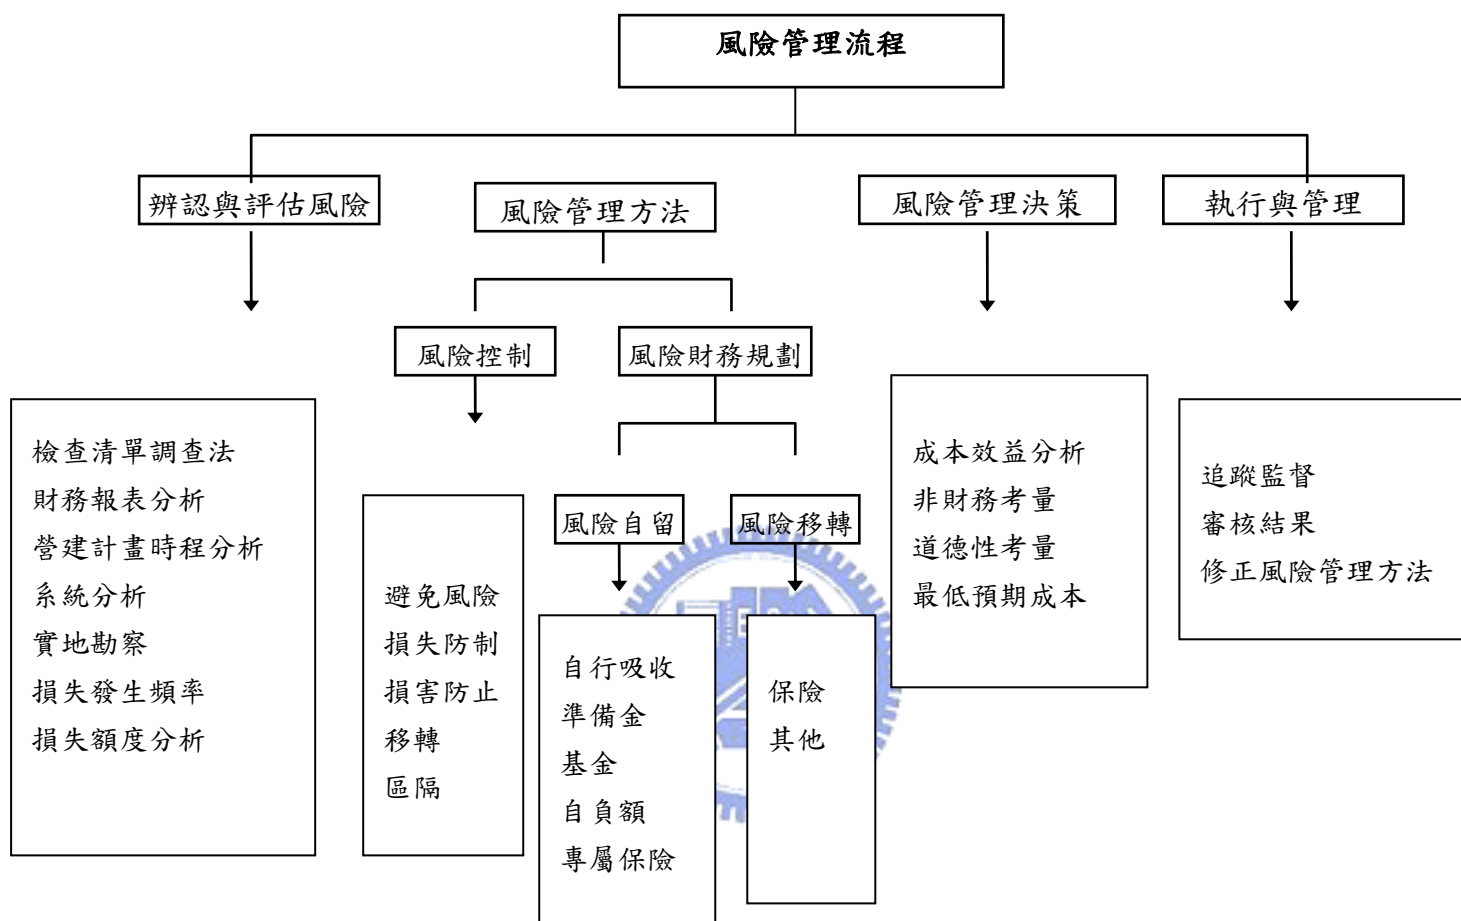 風險管理流程
辨認與評估風險
風險管理方法
風險管理決策
執行與管理
風險控制
風險財務規劃
風險自留
風險移轉
檢查清單調查法
財務報表分析
營建計畫時程分析
系統分析
實地勘察
損失發生頻率
損失額度分析
避免風險
損失防制
損害防止
移轉
區隔
自行吸收
準備金
基金
自負額
專屬保險
保險
其他
成本效益分析
非財務考量
道德性考量
最低預期成本
追蹤監督
審核結果
修正風險管理方法